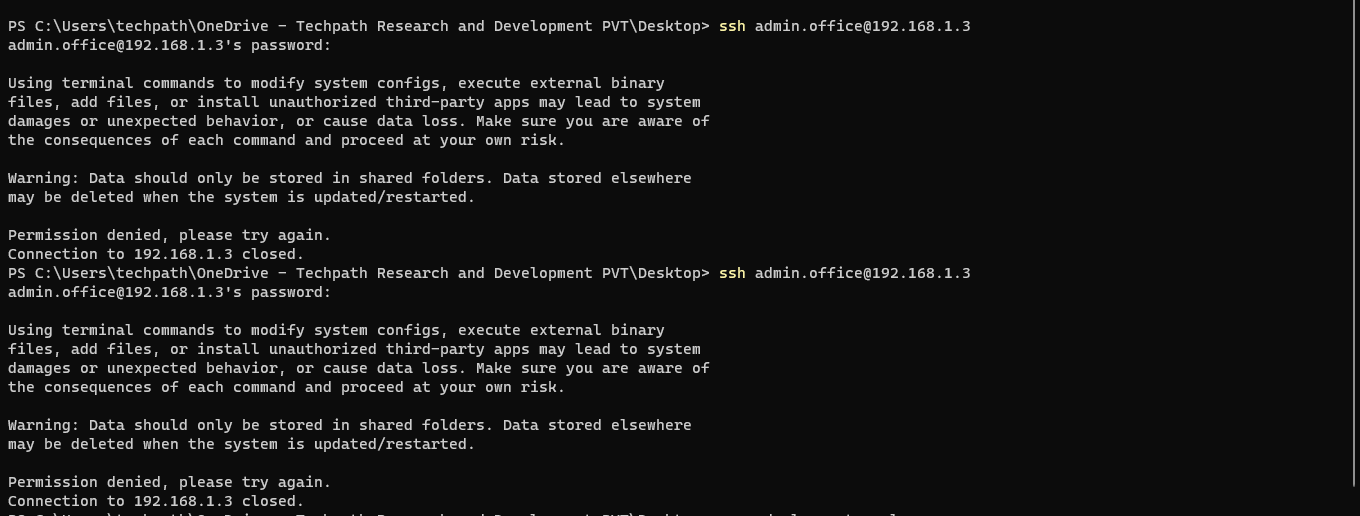 PS C:\Users\techpath\OneDrive - Techpath Research and Development PVT\Desktop> ssh admin.office@192.168.1.3
admin.office@192.168.1.3's password:
Using terminal commands to modify system configs, execute external binary
files, add files, or install unauthorized third-party apps may lead to system
damages or unexpected behavior, or cause data loss. Make sure you are aware of
the consequences of each command and proceed at your own risk.
Warning: Data should only be stored in shared folders. Data stored elsewhere
may be deleted when the system is updated/restarted.
Permission denied, please try again.
Connection to 192.168.1.3 closed.
PS C:\Users\techpath\OneDrive - Techpath Research and Development PVT\Desktop> ssh admin.office@192.168.1.3
admin.office@192.168.1.3's password:
Using terminal commands to modify system configs, execute external binary
files, add files, or install unauthorized third-party apps may lead to system
damages or unexpected behavior, or cause data loss. Make sure you are aware of
the consequences of each command and proceed at your own risk.
Warning: Data should only be stored in shared folders. Data stored elsewhere
may be deleted when the system is updated/restarted.
Permission denied, please try again.
Connection to 192.168.1.3 closed.
PS C:\Users\techpath\OneDrive - Techpath Research and Development PVT\Desktop>